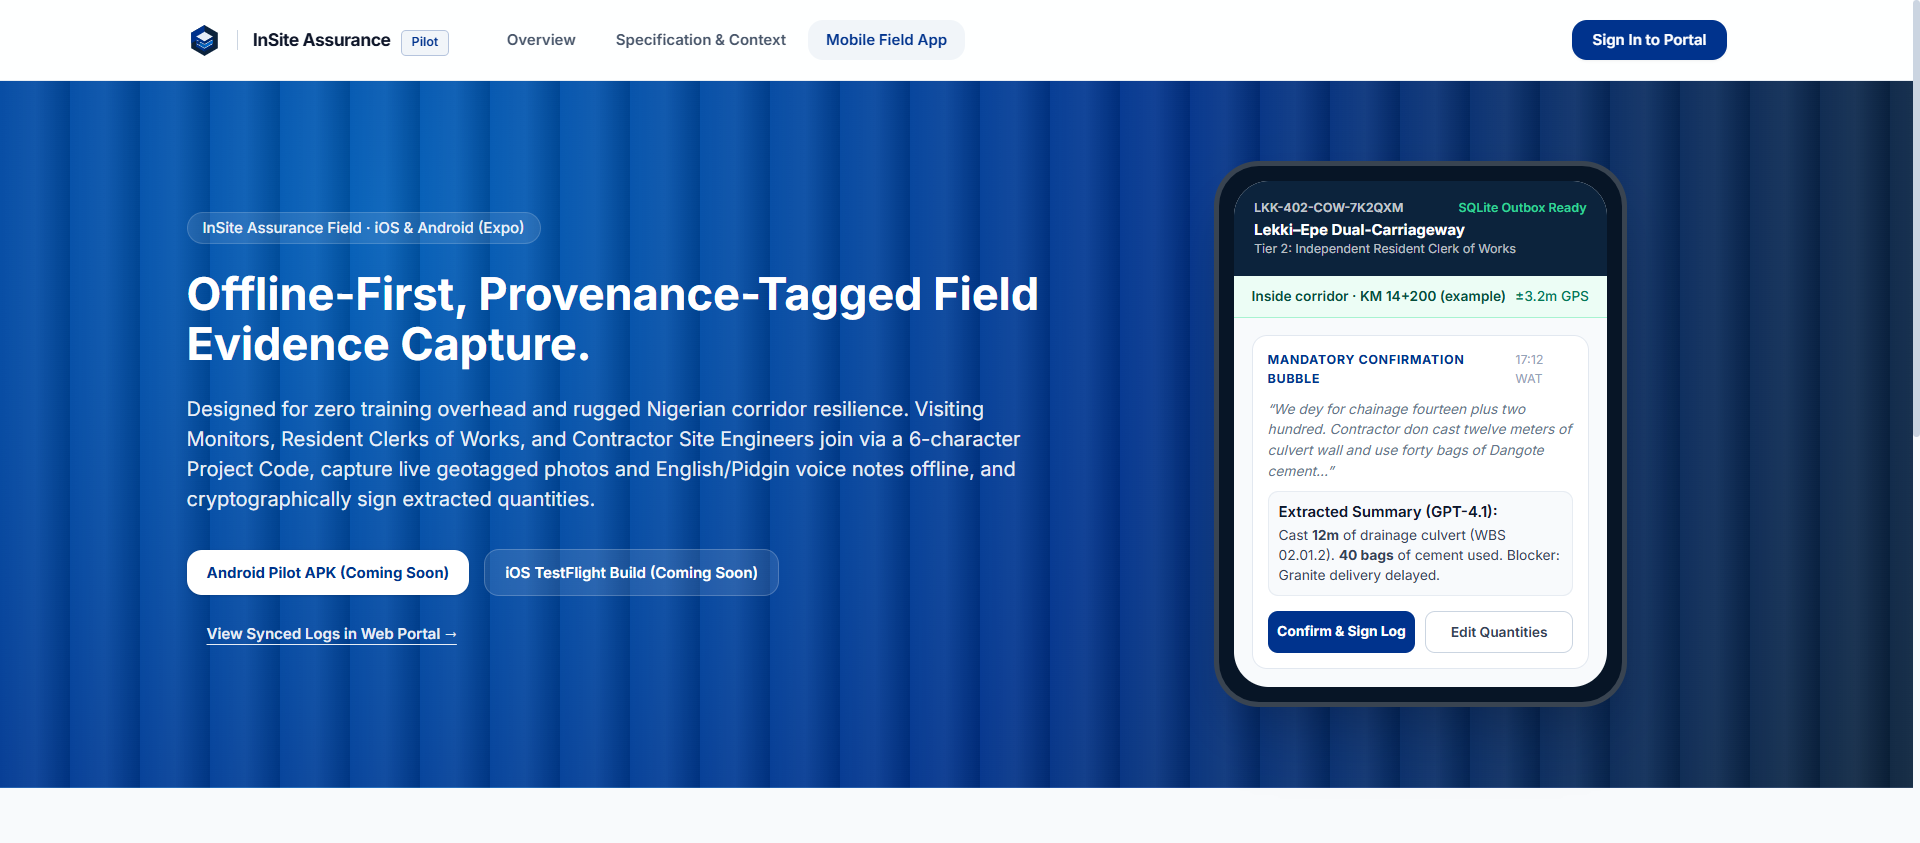 InSite Assurance Pilot Overview Specification & Context Mobile Field App Sign In to Portal
InSite Assurance Field · iOS & Android (Expo)
Offline-First, Provenance-Tagged Field
Evidence Capture.
Designed for zero training overhead and rugged Nigerian corridor resilience. Visiting
Monitors, Resident Clerks of Works, and Contractor Site Engineers join via a 6-character
Project Code, capture live geotagged photos and English/Pidgin voice notes offline, and
cryptographically sign extracted quantities.
Android Pilot APK (Coming Soon) iOS TestFlight Build (Coming Soon)
View Synced Logs in Web Portal →
LKK-402-COW-7K2QXM SQLite Outbox Ready
Lekki–Epe Dual-Carriageway
Tier 2: Independent Resident Clerk of Works
Inside corridor · KM 14+200 (example) ±3.2m GPS
MANDATORY CONFIRMATION 17:12
BUBBLE WAT
“We dey for chainage fourteen plus two
hundred. Contractor don cast twelve meters of
culvert wall and use forty bags of Dangote
cement...”
Extracted Summary (GPT-4.1):
Cast 12m of drainage culvert (WBS
02.01.2). 40 bags of cement used. Blocker:
Granite delivery delayed.
Confirm & Sign Log Edit Quantities